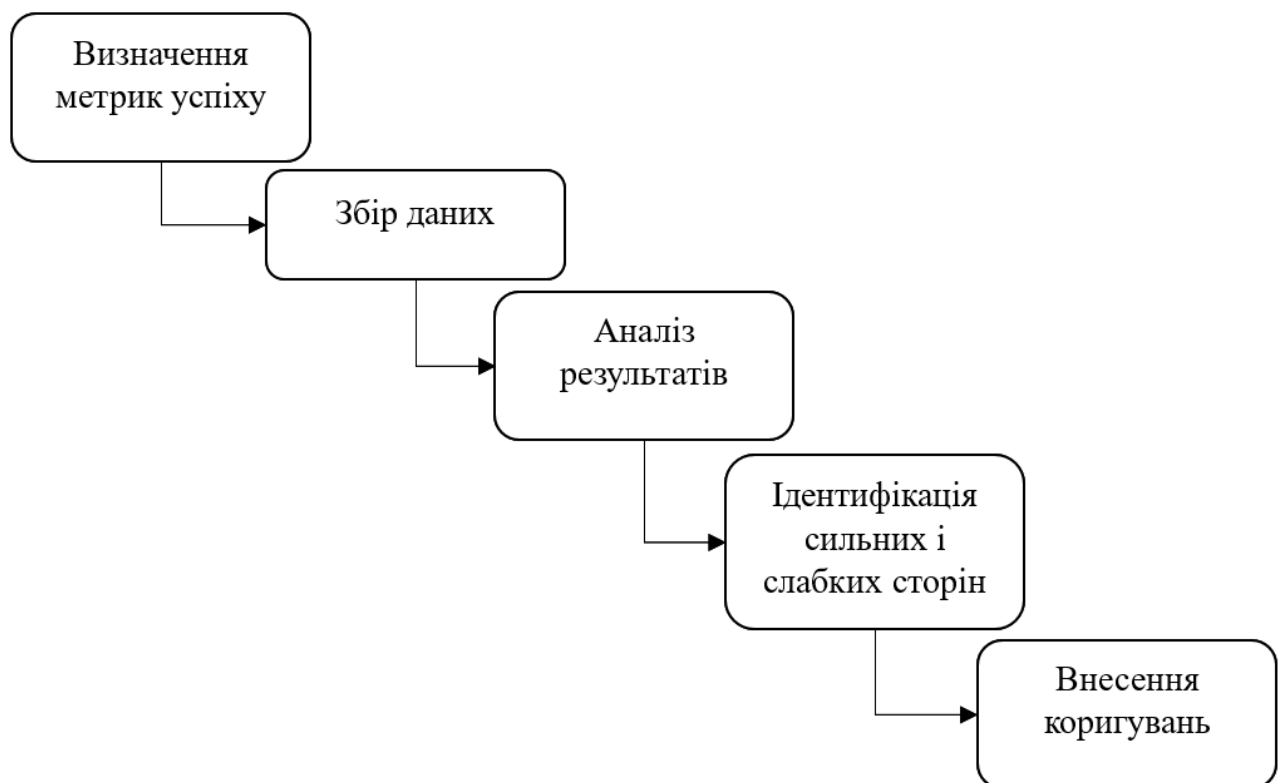 Визначення
метрик успіху
Збір даних
Аналіз
результатів
Ідентифікація
сильних і
слабких сторін
Внесення
коригувань